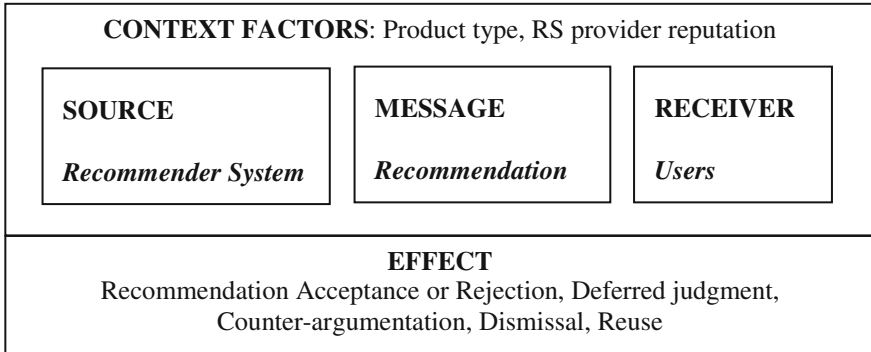 CONTEXT FACTORS: Product type, RS provider reputation
SOURCE
Recommender System
MESSAGE
Recommendation
RECEIVER
Users
EFFECT
Recommendation Acceptance or Rejection, Deferred judgment,
Counter-argumentation, Dismissal, Reuse